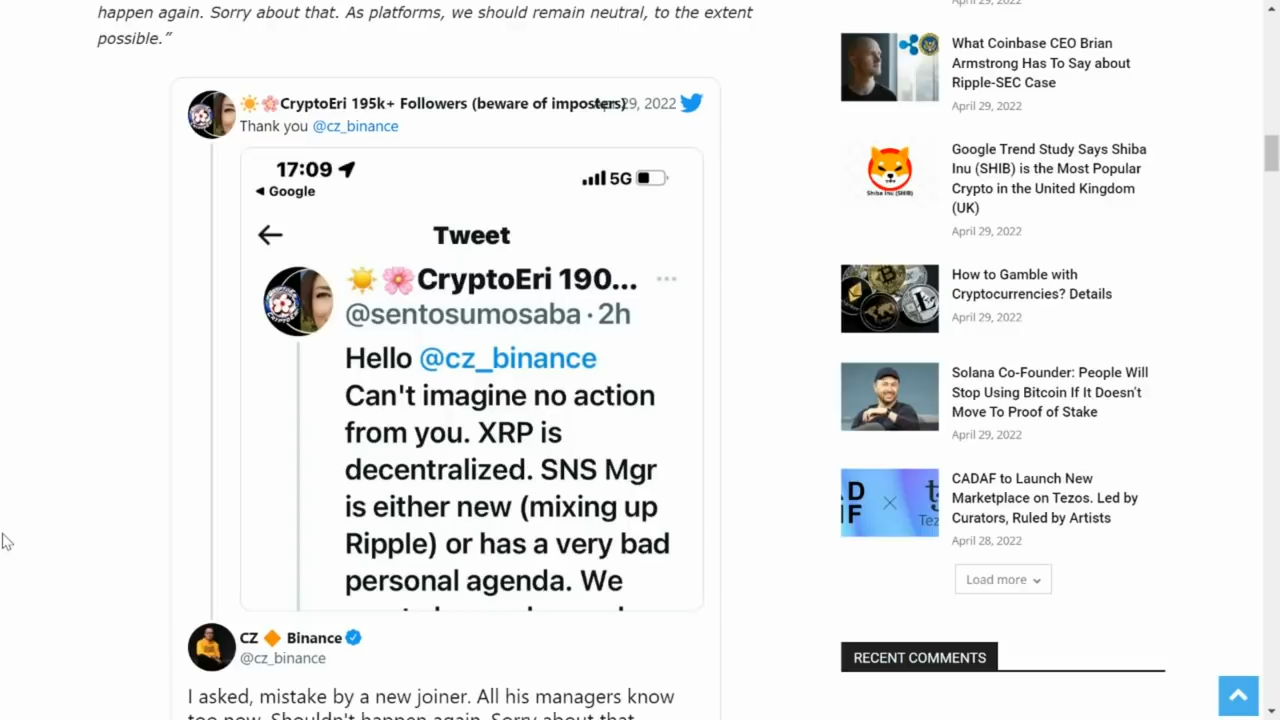 happen again. Sorry about that. As platforms, we should remain neutral, to the extent
possible.”
☀️🌸CryptoEri 195k+ Followers (beware of imposters)
29, 2022
Thank you @cz_binance
17:09
5G
◀ Google
Tweet
☀️🌸CryptoEri 190...
@sentosumosaba · 2h
Hello @cz_binance
Can't imagine no action
from you. XRP is
decentralized. SNS Mgr
is either new (mixing up
Ripple) or has a very bad
personal agenda. We
CZ 🔶 Binance
@cz_binance
I asked, mistake by a new joiner. All his managers know
too now. Shouldn't happen again. Sorry about that.
April 29, 2022
What Coinbase CEO Brian
Armstrong Has To Say about
Ripple-SEC Case
April 29, 2022
Shiba Inu (SHIB)
Google Trend Study Says Shiba
Inu (SHIB) is the Most Popular
Crypto in the United Kingdom
(UK)
April 29, 2022
How to Gamble with
Cryptocurrencies? Details
April 29, 2022
Solana Co-Founder: People Will
Stop Using Bitcoin If It Doesn’t
Move To Proof of Stake
April 29, 2022
D
IF
Tez
CADAF to Launch New
Marketplace on Tezos. Led by
Curators, Ruled by Artists
April 28, 2022
Load more
RECENT COMMENTS